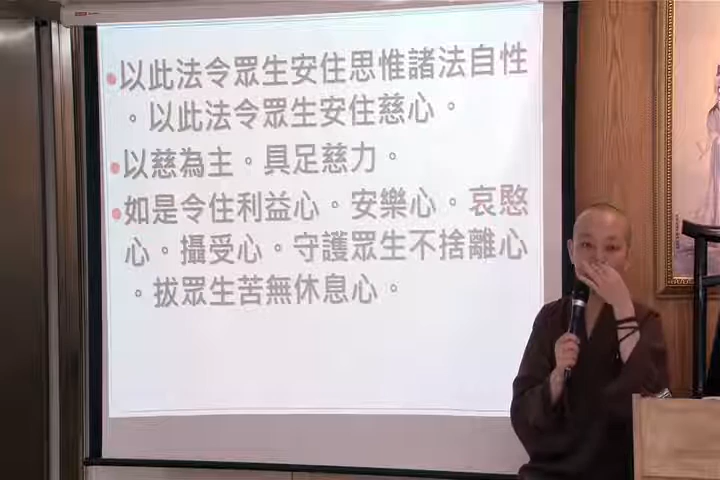 •以此法令眾生安住思惟諸法自性
。以此法令眾生安住慈心。
•以慈為主。具足慈力。
•如是令住利益心。安樂心。哀愍
心。攝受心。守護眾生不捨離心
。拔眾生苦無休息心。